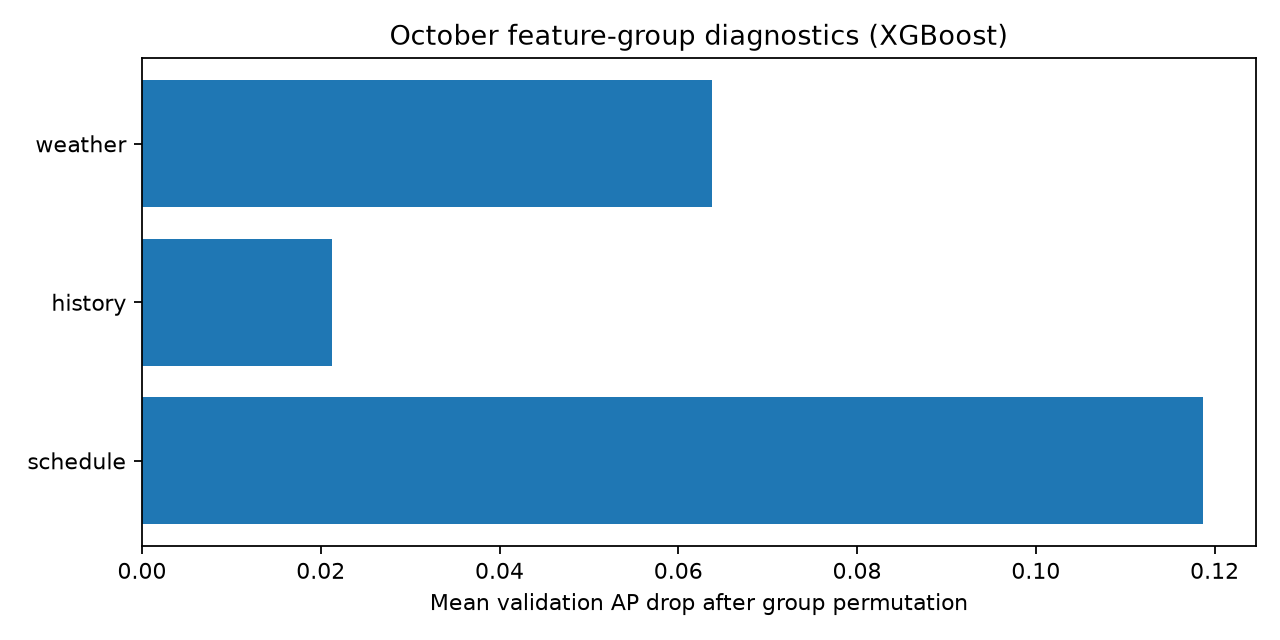 October feature-group diagnostics (XGBoost)
weather
history
schedule
0.00 0.02 0.04 0.06 0.08 0.10 0.12
Mean validation AP drop after group permutation